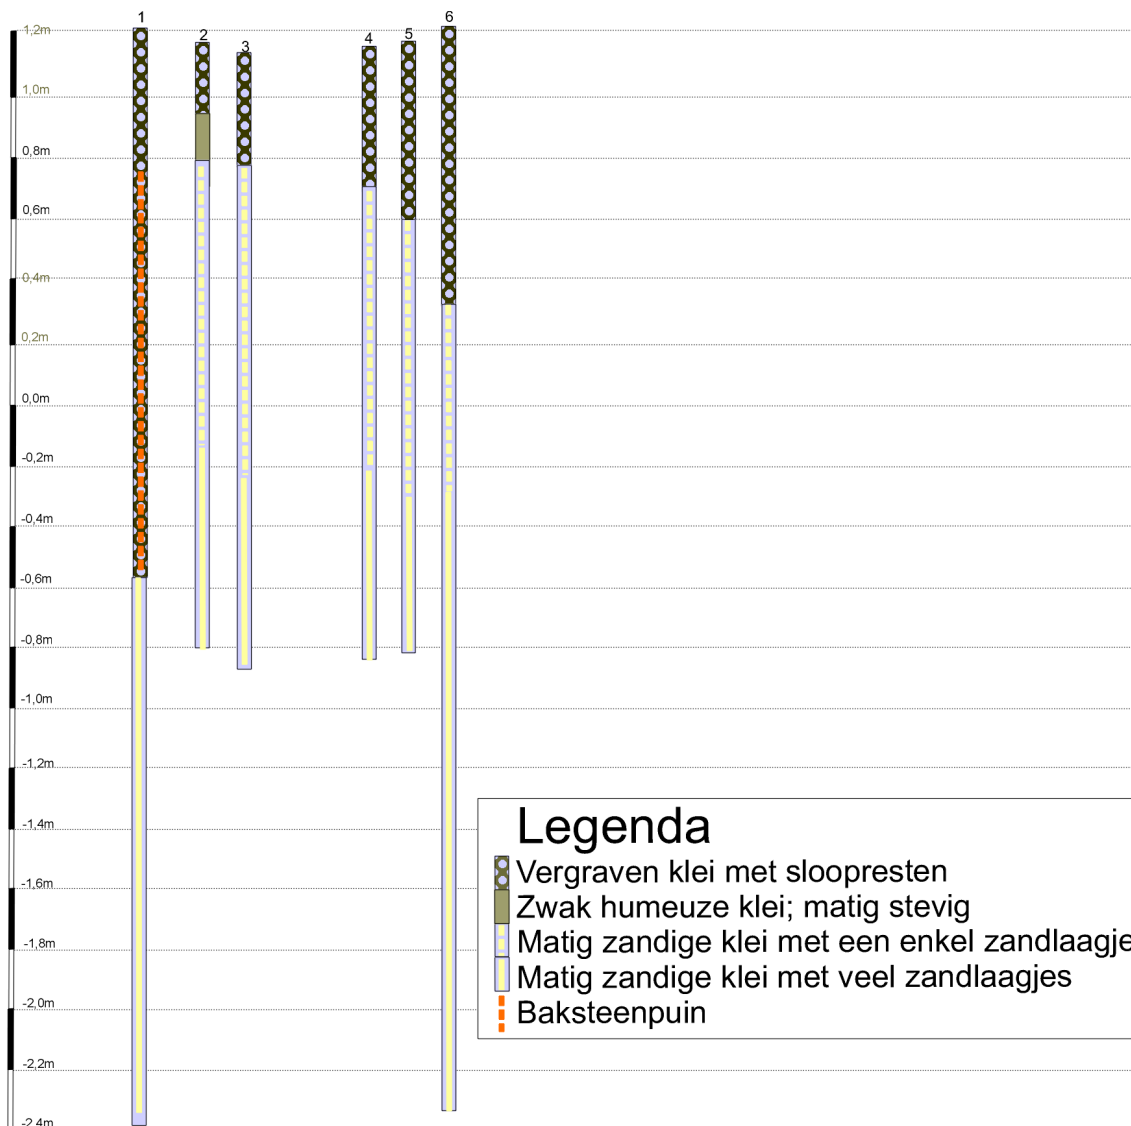 1
2
3
4
5
6
1,2m
1,0m
0,8m
0,6m
0,4m
0,2m
0,0m
-0,2m
-0,4m
-0,6m
-0,8m
-1,0m
-1,2m
-1,4m
-1,6m
-1,8m
-2,0m
-2,2m
-2,4m
Legenda
Vergraven klei met sloopresten
Zwak humeuze klei; matig stevig
Matig zandige klei met een enkel zandlaagje
Matig zandige klei met veel zandlaagjes
Baksteenpuin